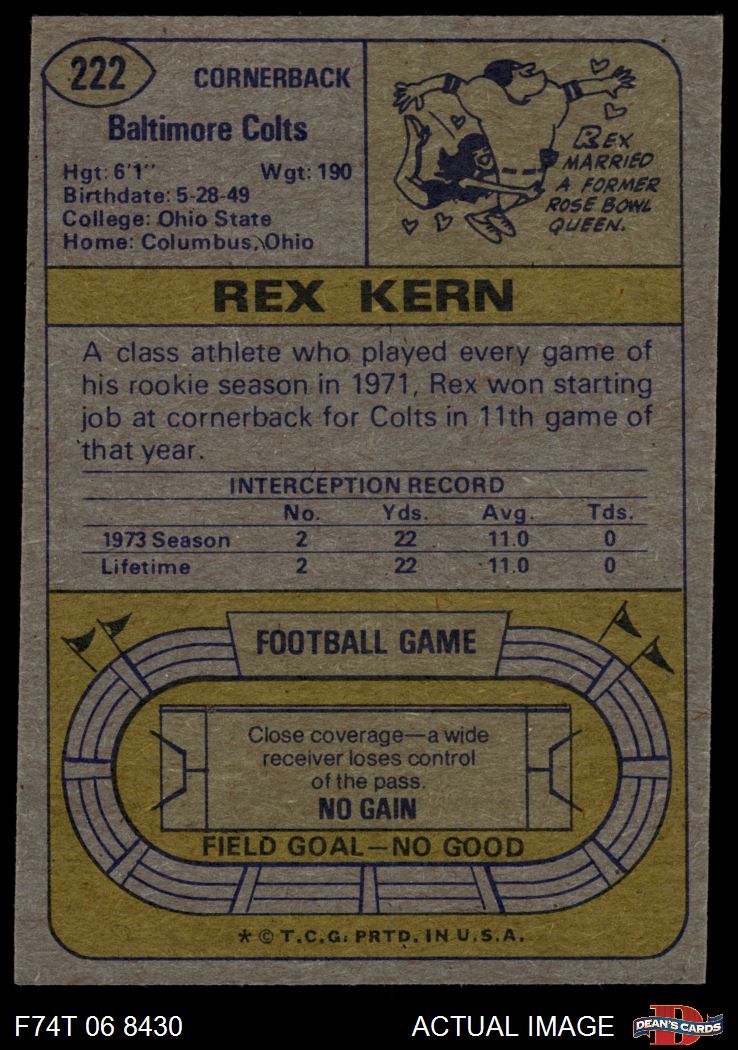 222
CORNERBACK
Baltimore Colts
Hgt: 6'1" Wgt: 190
Birthdate: 5-28-49
College: Ohio State
Home: Columbus, Ohio
REX
MARRIED
A FORMER
ROSE BOWL
QUEEN.
REX KERN
A class athlete who played every game of
his rookie season in 1971, Rex won starting
job at cornerback for Colts in 11th game of
that year.
INTERCEPTION RECORD
No. Yds. Avg. Tds.
1973 Season 2 22 11.0 0
Lifetime 2 22 11.0 0
FOOTBALL GAME
Close coverage—a wide
receiver loses control
of the pass.
NO GAIN
FIELD GOAL—NO GOOD
* © T.C.G. PRTD. IN U.S.A.
F74T 06 8430 ACTUAL IMAGE
D
DEAN'S CARDS